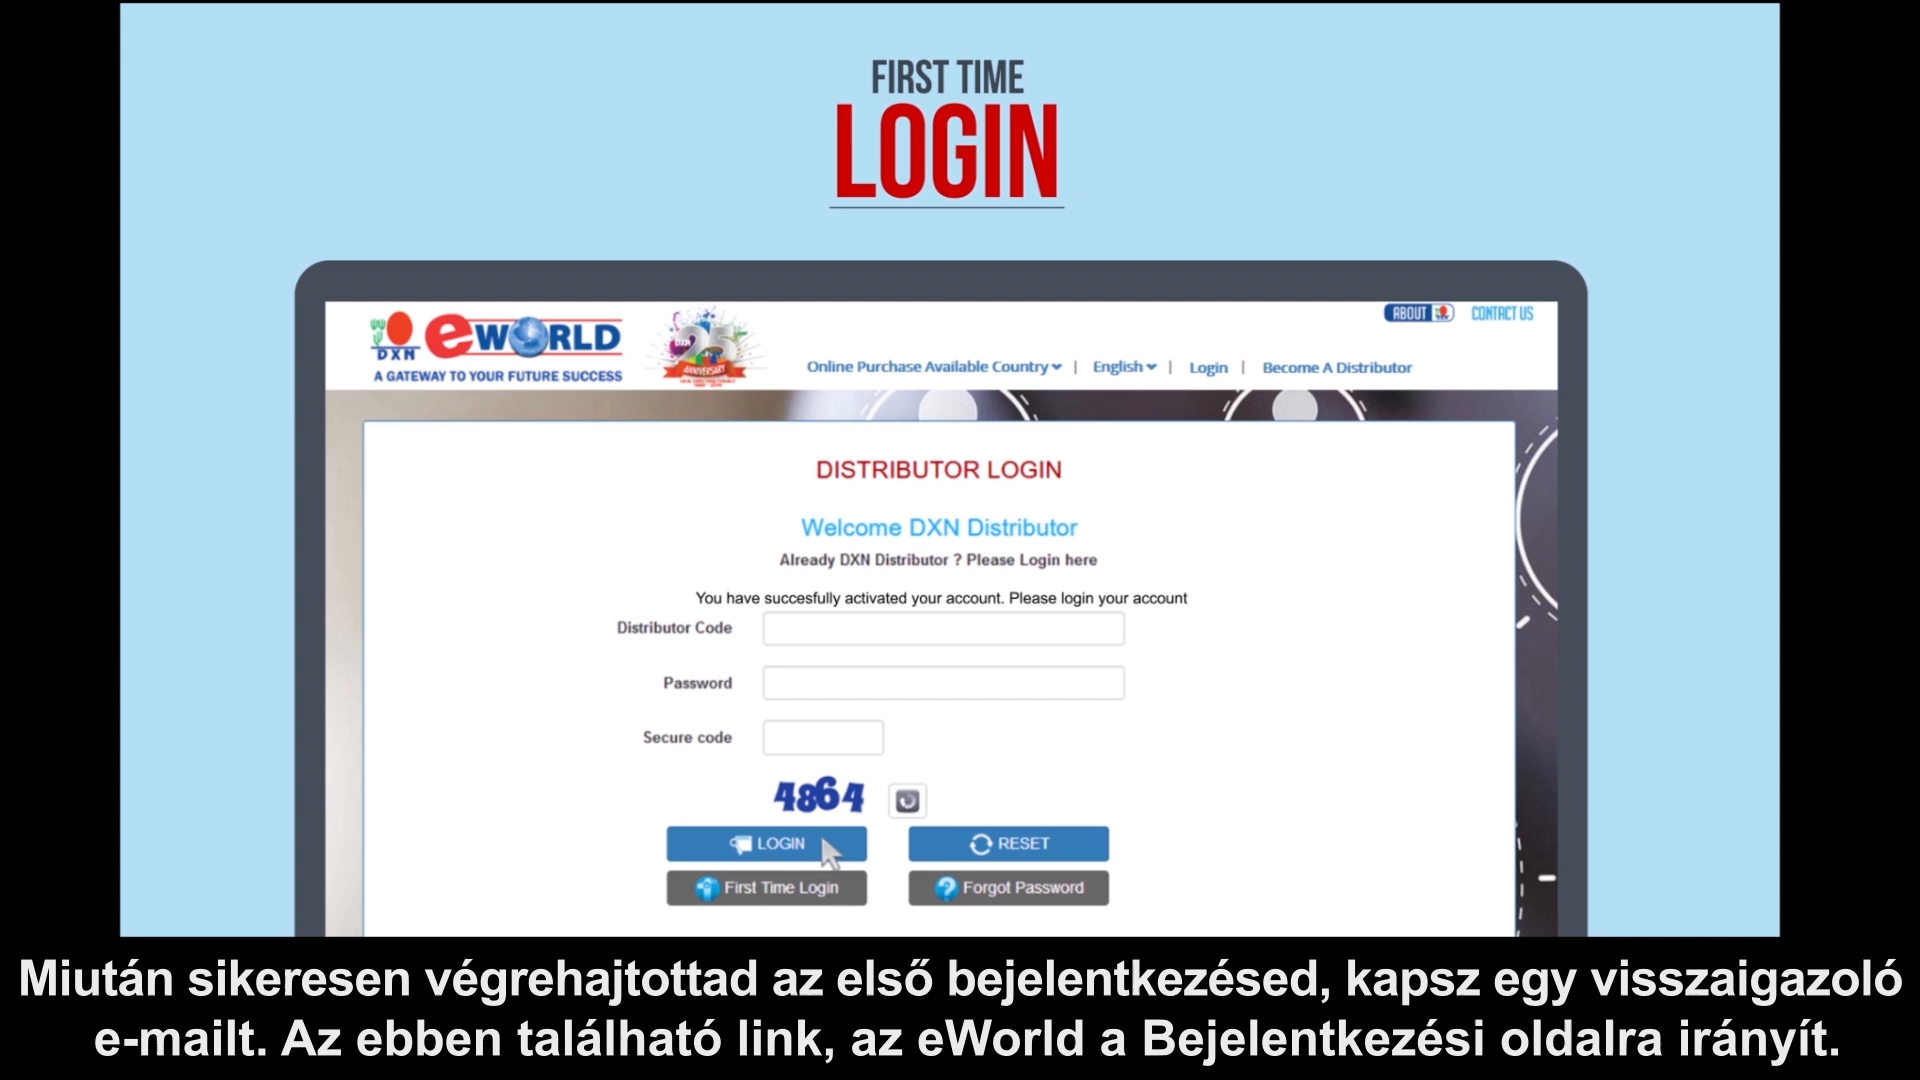 FIRST TIME
LOGIN
ABOUT
CONTACT US
DXN
eWORLD
A GATEWAY TO YOUR FUTURE SUCCESS
DXN
25
ANNIVERSARY
Online Purchase Available Country | English | Login | Become A Distributor
DISTRIBUTOR LOGIN
Welcome DXN Distributor
Already DXN Distributor ? Please Login here
You have succesfully activated your account. Please login your account
Distributor Code
Password
Secure code
4864
LOGIN
RESET
First Time Login
Forgot Password
Miután sikeresen végrehajtottad az első bejelentkezésed, kapsz egy visszaigazoló
e-mailt. Az ebben található link, az eWorld a Bejelentkezési oldalra irányít.